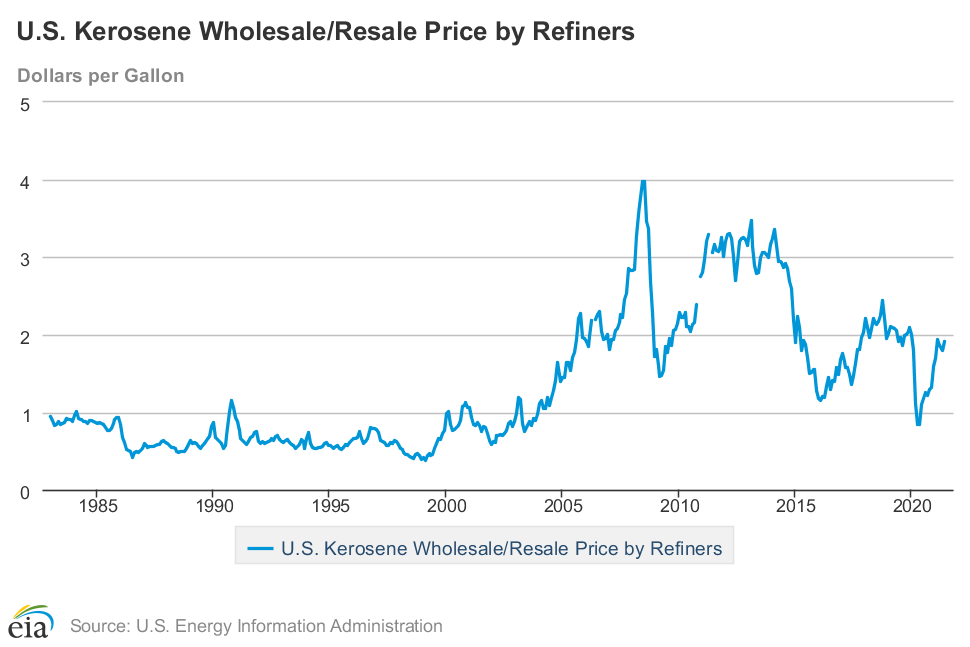 U.S. Kerosene Wholesale/Resale Price by Refiners
Dollars per Gallon
5
4
3
2
1
0
1985 1990 1995 2000 2005 2010 2015 2020
U.S. Kerosene Wholesale/Resale Price by Refiners
eia Source: U.S. Energy Information Administration